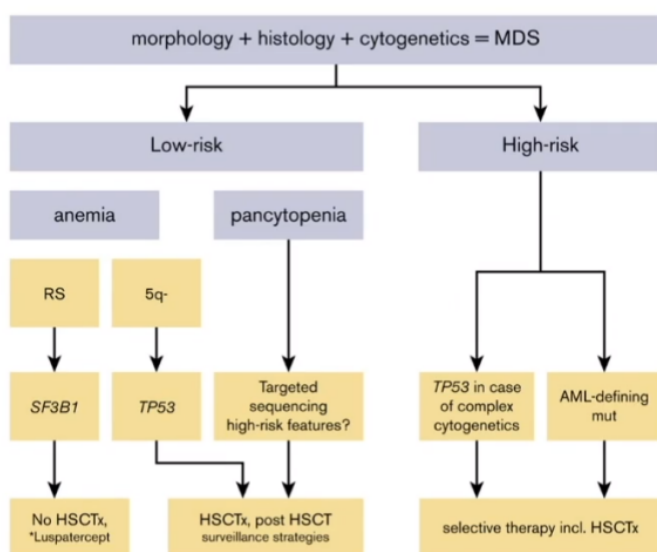 morphology + histology + cytogenetics = MDS
Low-risk
High-risk
anemia
pancytopenia
RS
5q-
SF3B1
TP53
Targeted
sequencing
high-risk features?
TP53 in case
of complex
cytogenetics
AML-defining
mut
No HSCTx,
*Luspatercept
HSCTx, post HSCT
surveillance strategies
selective therapy incl. HSCTx